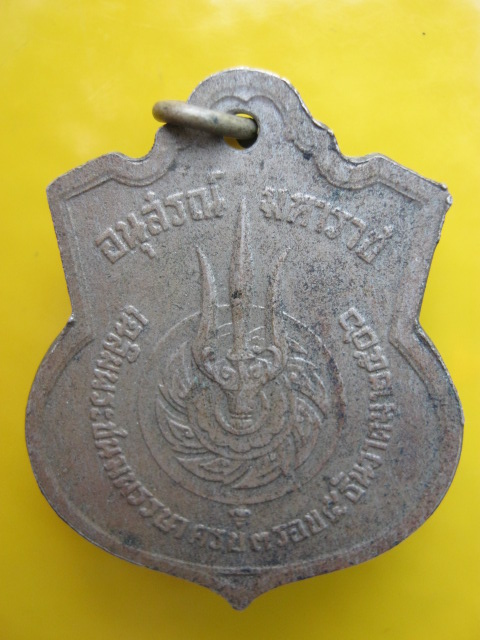 อนุสรณ์ มหาราช
เฉลิมพระชนมพรรษา ครบ ๓ รอบ ๕ ธันวาคม ๒๕๐๖